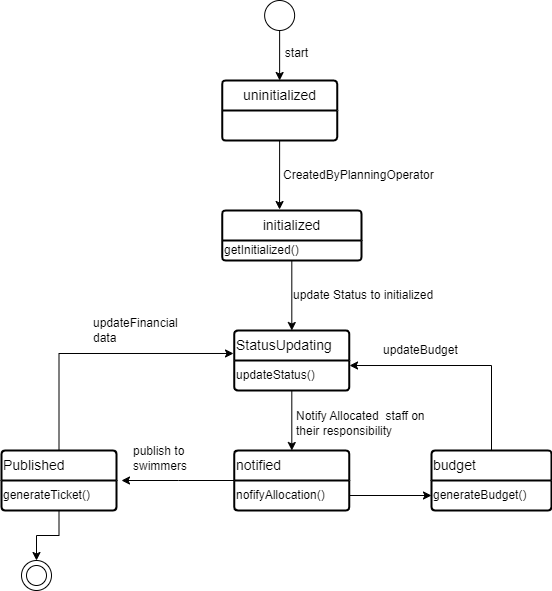 start
uninitialized
CreatedByPlanningOperator
initialized
getInitialized()
update Status to initialized
updateFinancial
data
StatusUpdating
updateStatus()
updateBudget
Notify Allocated staff on
their responsibility
publish to
swimmers
Published
generateTicket()
notified
nofifyAllocation()
budget
generateBudget()